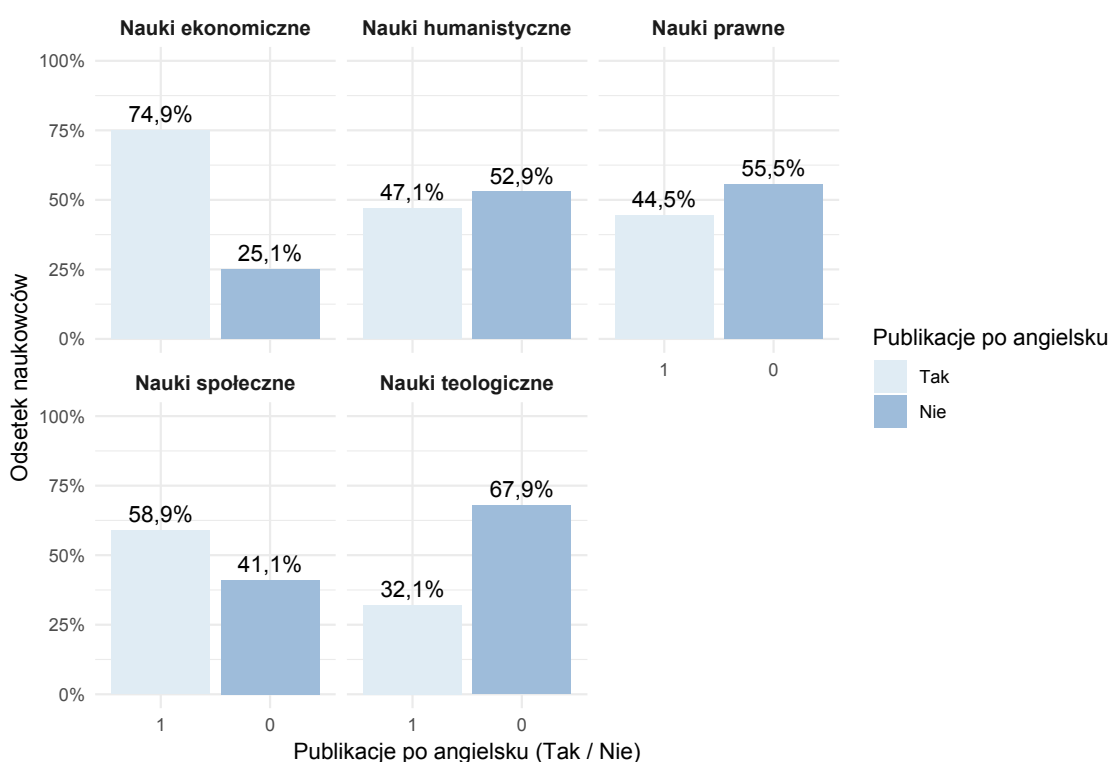 Nauki ekonomiczne
Nauki humanistyczne
Nauki prawne
100%
75%
50%
25%
0%
74,9%
25,1%
47,1%
52,9%
44,5%
55,5%
1
0
Nauki społeczne
Nauki teologiczne
100%
75%
50%
25%
0%
58,9%
41,1%
32,1%
67,9%
1
0
1
0
Odsetek naukowców
Publikacje po angielsku (Tak / Nie)
Publikacje po angielsku
Tak
Nie